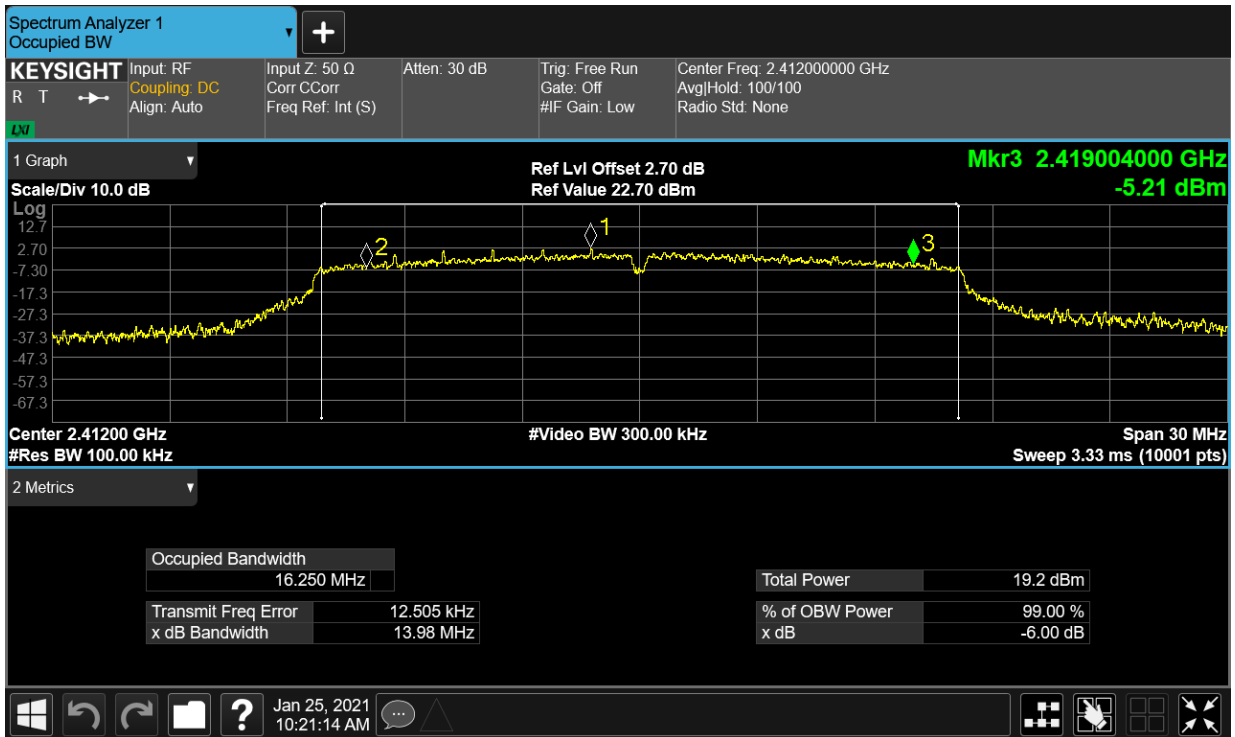 Spectrum Analyzer 1
Occupied BW
+
KEYSIGHT
R T
LXI
Input: RF
Coupling: DC
Align: Auto
Input Z: 50 Ω
Corr CCorr
Freq Ref: Int (S)
Atten: 30 dB
Trig: Free Run
Gate: Off
#IF Gain: Low
Center Freq: 2.412000000 GHz
Avg|Hold: 100/100
Radio Std: None
1 Graph
Scale/Div 10.0 dB
Ref Lvl Offset 2.70 dB
Ref Value 22.70 dBm
Mkr3 2.419004000 GHz
-5.21 dBm
Log
12.7
2.70
-7.30
-17.3
-27.3
-37.3
-47.3
-57.3
-67.3
2
1
3
Center 2.41200 GHz
#Res BW 100.00 kHz
#Video BW 300.00 kHz
Span 30 MHz
Sweep 3.33 ms (10001 pts)
2 Metrics
Occupied Bandwidth
16.250 MHz
Transmit Freq Error 12.505 kHz
x dB Bandwidth 13.98 MHz
Total Power 19.2 dBm
% of OBW Power 99.00 %
x dB -6.00 dB
?
Jan 25, 2021
10:21:14 AM